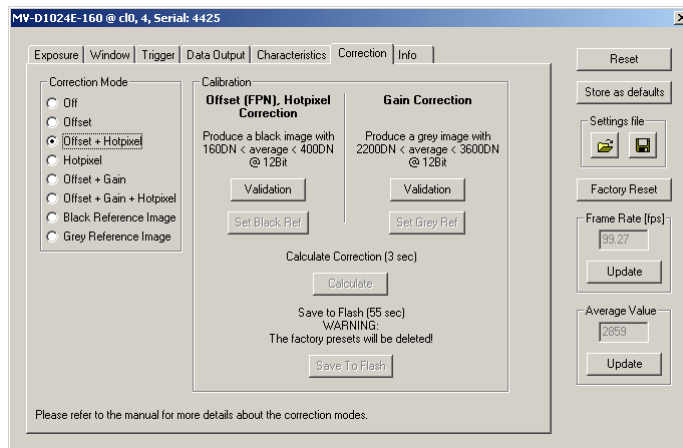 MV-D1024E-160 @ cl0, 4, Serial: 4425
Exposure Window Trigger Data Output Characteristics Correction Info
Correction Mode
Off
Offset
Offset + Hotpixel
Hotpixel
Offset + Gain
Offset + Gain + Hotpixel
Black Reference Image
Grey Reference Image
Calibration
Offset (FPN), Hotpixel
Correction
Produce a black image with
160DN < average < 400DN
@ 12Bit
Validation
Set Black Ref
Gain Correction
Produce a grey image with
2200DN < average < 3600DN
@ 12Bit
Validation
Set Grey Ref
Calculate Correction (3 sec)
Calculate
Save to Flash (55 sec)
WARNING:
The factory presets will be deleted!
Save To Flash
Please refer to the manual for more details about the correction modes.
Reset
Store as defaults
Settings file
Factory Reset
Frame Rate [fps]
99.27
Update
Average Value
2859
Update